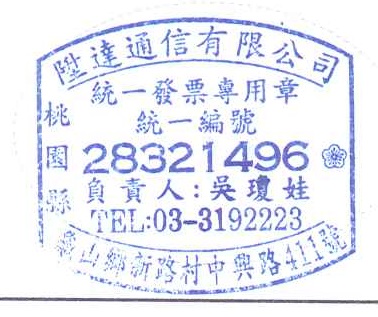 陞達通信有限公司
統一發票專用章
統一編號
28321496
負責人:吳瓊娃
TEL:03-3192223
桃園縣
龜山鄉新路村中興路411號